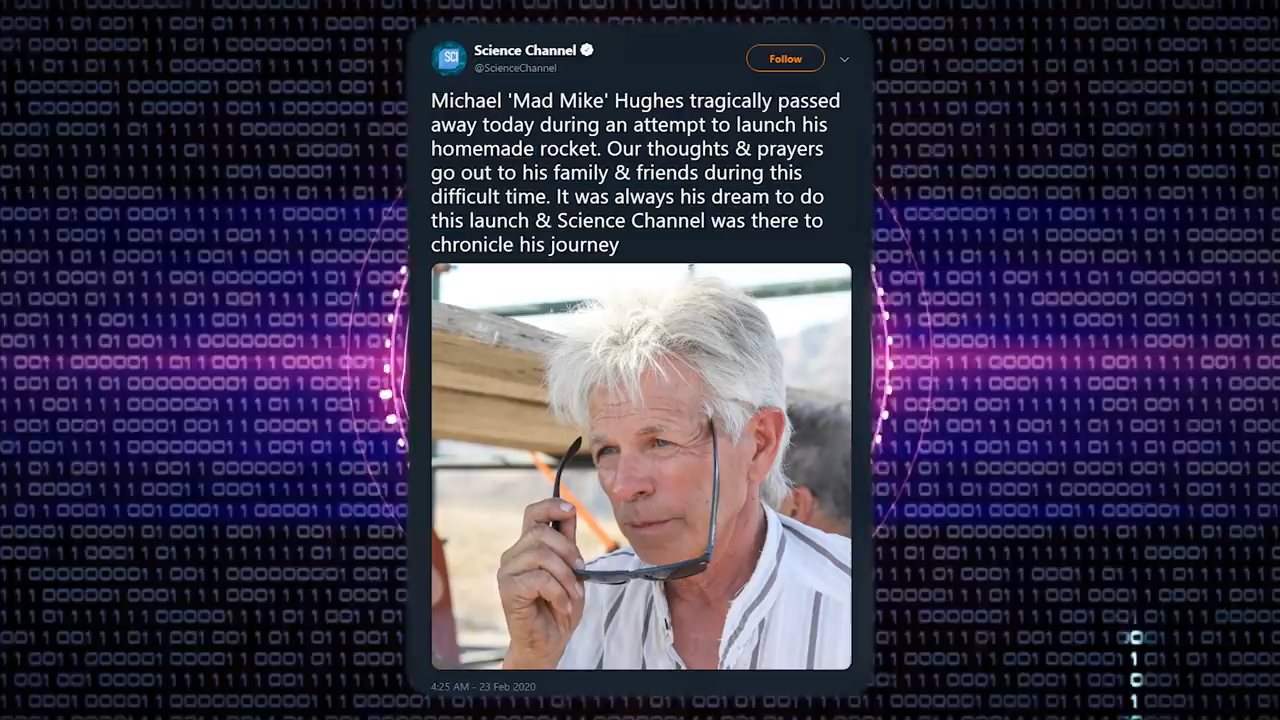 Science Channel
@ScienceChannel
Follow
Michael 'Mad Mike' Hughes tragically passed
away today during an attempt to launch his
homemade rocket. Our thoughts & prayers
go out to his family & friends during this
difficult time. It was always his dream to do
this launch & Science Channel was there to
chronicle his journey
4:25 AM - 23 Feb 2020
SCI